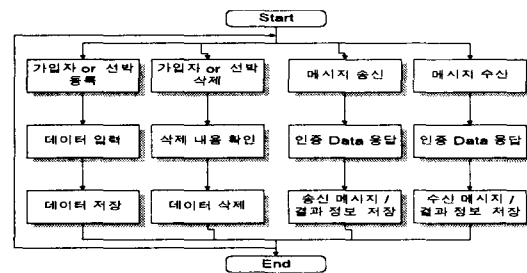 Start
가입자 or 선박
등록
가입자 or 선박
삭제
메시지 송신
메시지 수산
데이터 입력
삭제 내용 확인
인증 Data 응답
인증 Data 응답
데이터 저장
데이터 삭제
송신 메시지 /
결과 정보 저장
수산 메시지 /
결과 정보 저장
End